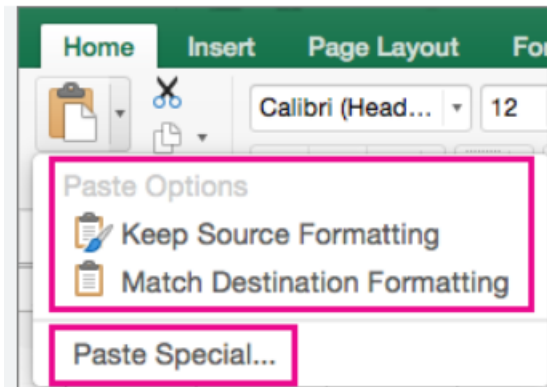 Home Insert Page Layout Fo
Calibri (Head... 12
Paste Options
Keep Source Formatting
Match Destination Formatting
Paste Special...